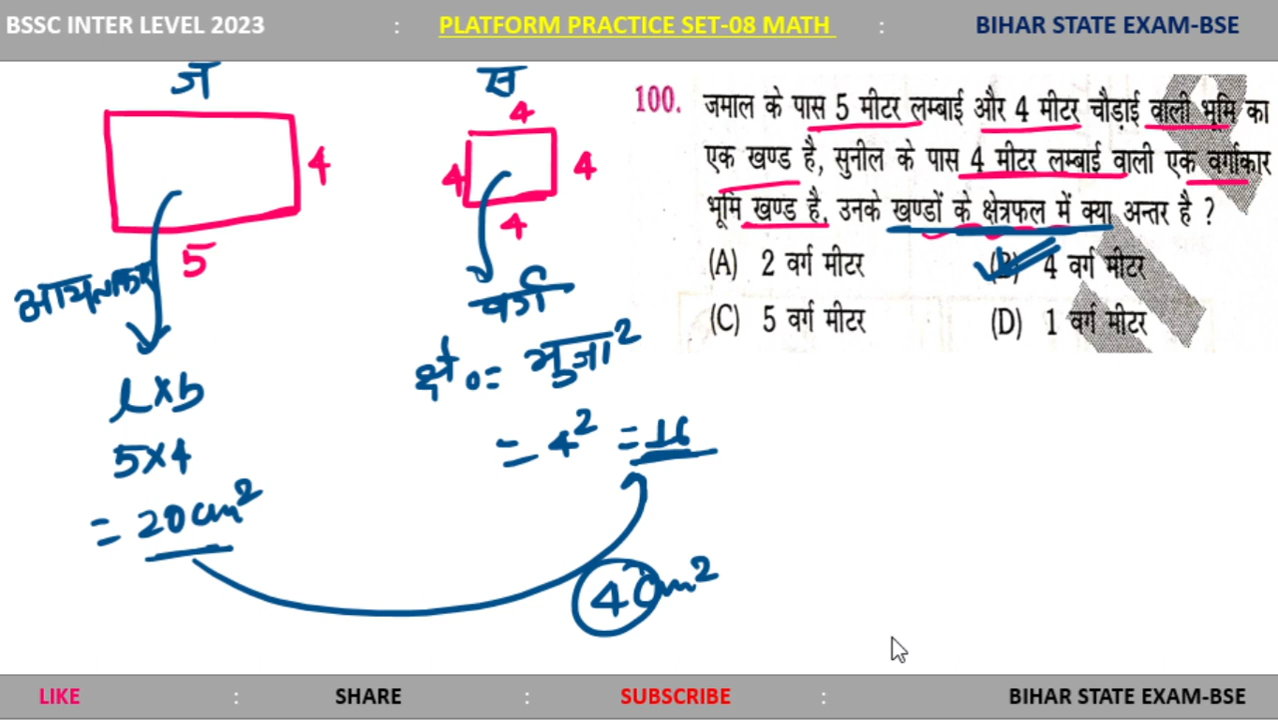 BSSC INTER LEVEL 2023 : PLATFORM PRACTICE SET-08 MATH : BIHAR STATE EXAM-BSE
ज
स
4
4
4
4
4
5
आयताकार
l×b
5×4
= 20 cm²
वर्ग
क्षे० = भुजा²
= 4² = 16
4 cm²
100. जमाल के पास 5 मीटर लम्बाई और 4 मीटर चौड़ाई वाली भूमि का
एक खण्ड है, सुनील के पास 4 मीटर लम्बाई वाली एक वर्गाकार
भूमि खण्ड है, उनके खण्डों के क्षेत्रफल में क्या अन्तर है ?
(A) 2 वर्ग मीटर (B) 4 वर्ग मीटर
(C) 5 वर्ग मीटर (D) 1 वर्ग मीटर
LIKE : SHARE : SUBSCRIBE : BIHAR STATE EXAM-BSE